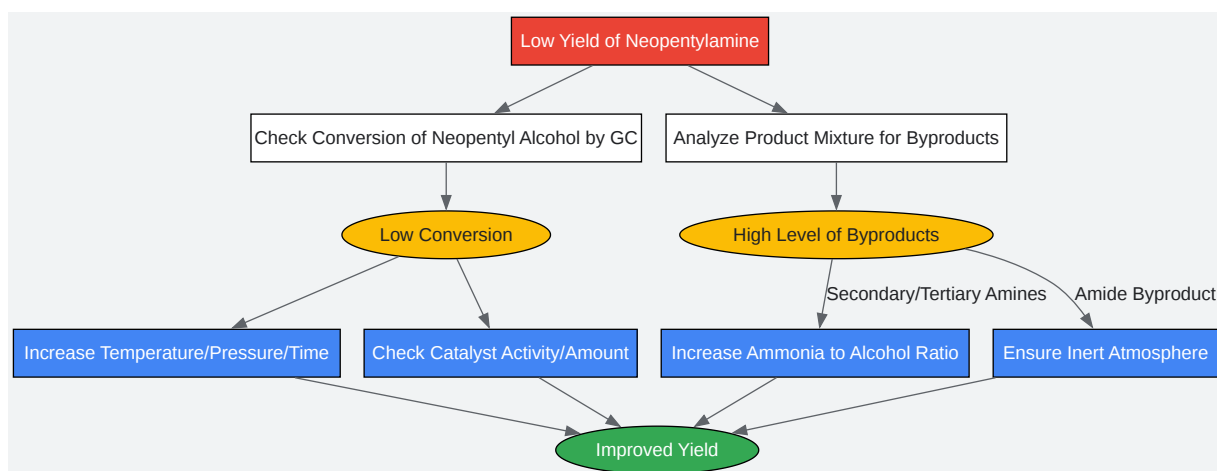 Low Yield of Neopentylamine
Check Conversion of Neopentyl Alcohol by GC
Analyze Product Mixture for Byproducts
Low Conversion
High Level of Byproducts
Secondary/Tertiary Amines
Amide Byproduct
Increase Temperature/Pressure/Time
Check Catalyst Activity/Amount
Increase Ammonia to Alcohol Ratio
Ensure Inert Atmosphere
Improved Yield